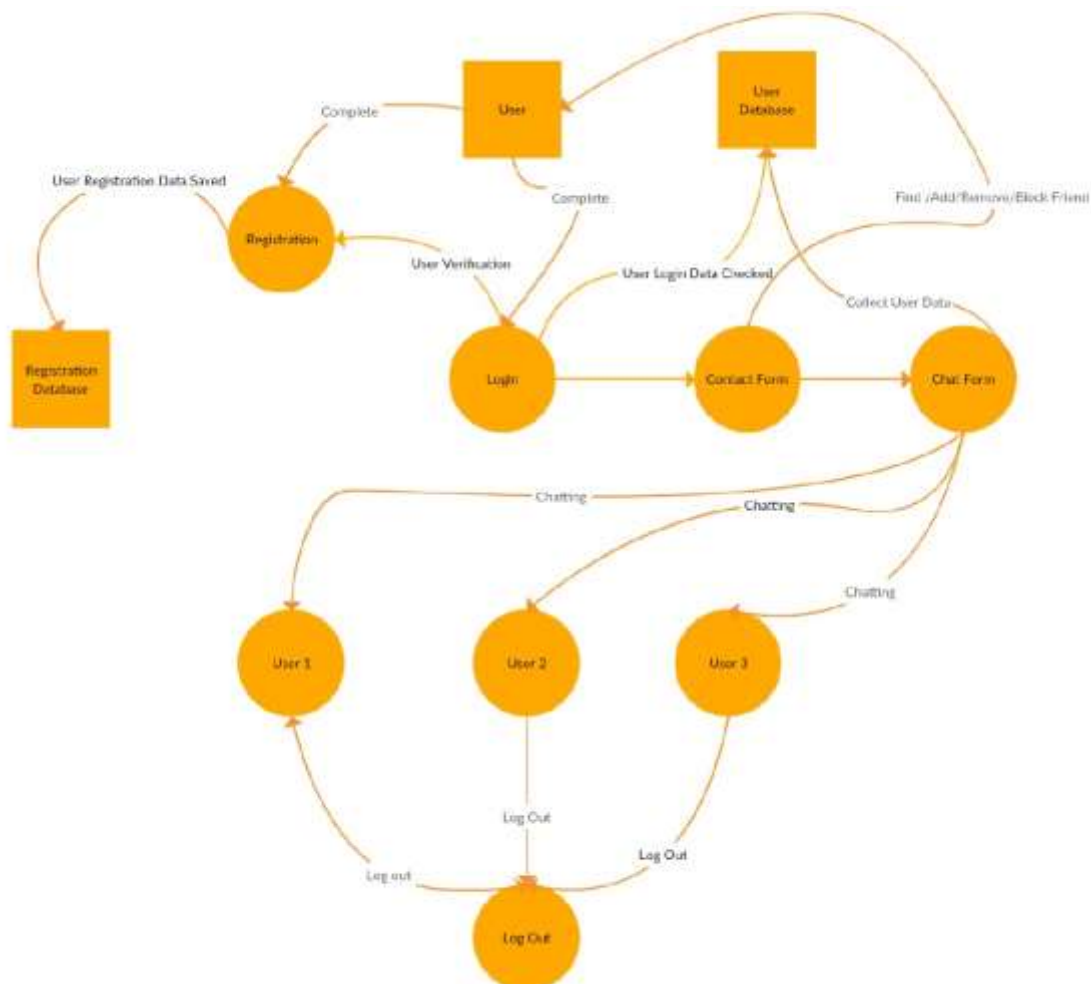 User
User
Database
Complete
User Registration Data Saved
Complete
Find /Add/Remove/Block Friend
Registration
User Verification
User Login Data Checked
Collect User Data
Registration
Database
Login
Contact Form
Chat Form
Chatting
Chatting
Chatting
User 1
User 2
User 3
Log Out
Log Out
Log out
Log Out